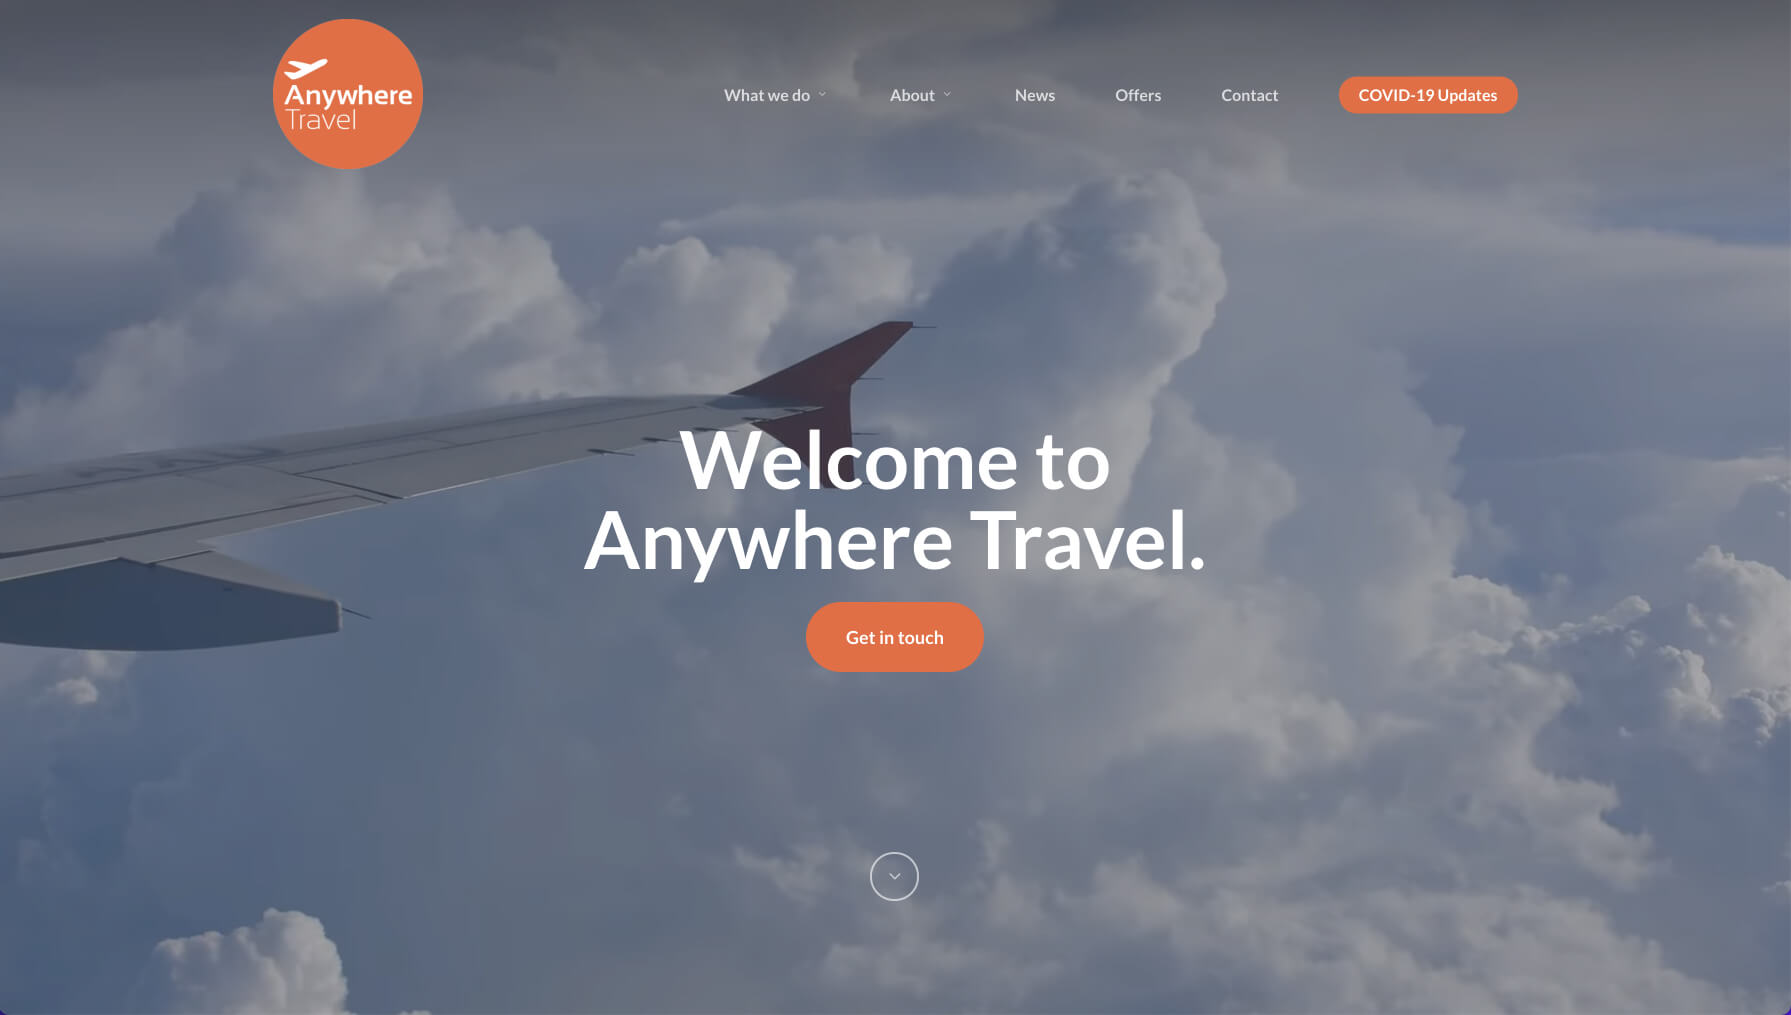 Anywhere
Travel
What we do
About
News
Offers
Contact
COVID-19 Updates
Welcome to
Anywhere Travel.
Get in touch